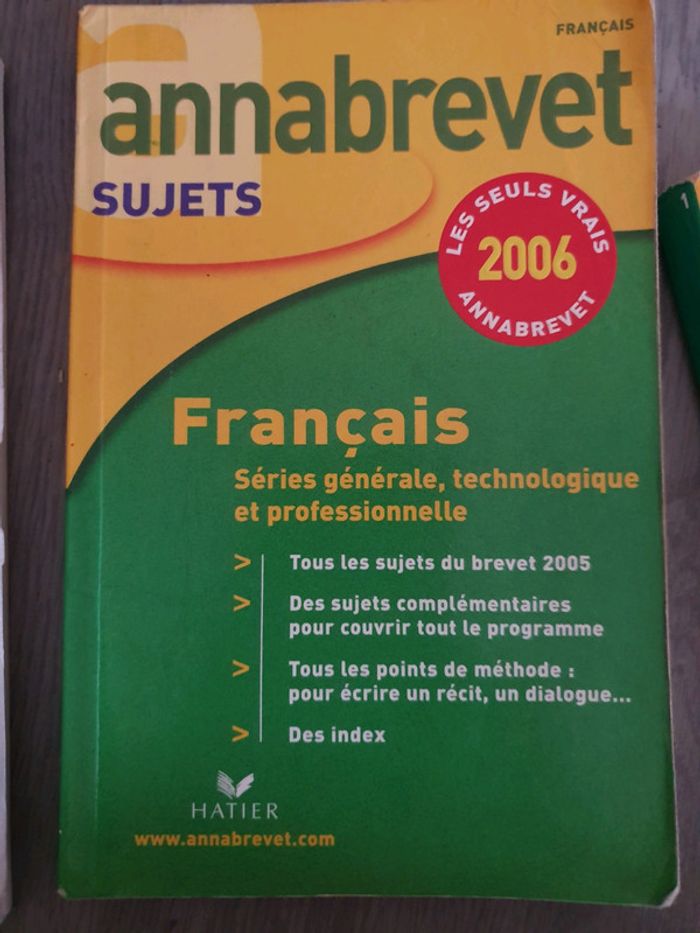 FRANÇAIS
annabrevet
SUJETS
LES SEULS VRAIS
2006
ANNABREVET
1
Français
Séries générale, technologique
et professionnelle
> Tous les sujets du brevet 2005
> Des sujets complémentaires
pour couvrir tout le programme
> Tous les points de méthode :
pour écrire un récit, un dialogue...
> Des index
HATIER
www.annabrevet.com